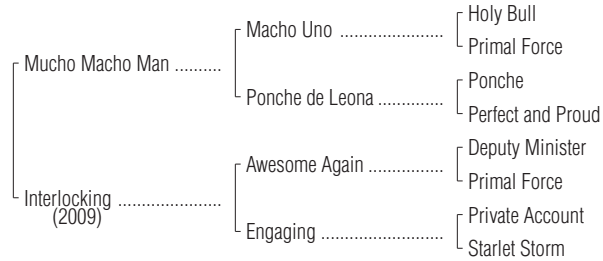 Holy Bull
Macho Uno ..................
Primal Force
Mucho Macho Man ..........
Ponche
Ponche de Leona ...............
Perfect and Proud
Deputy Minister
Awesome Again .................
Primal Force
Interlocking ......................
(2009)
Private Account
Engaging ..........................
Starlet Storm